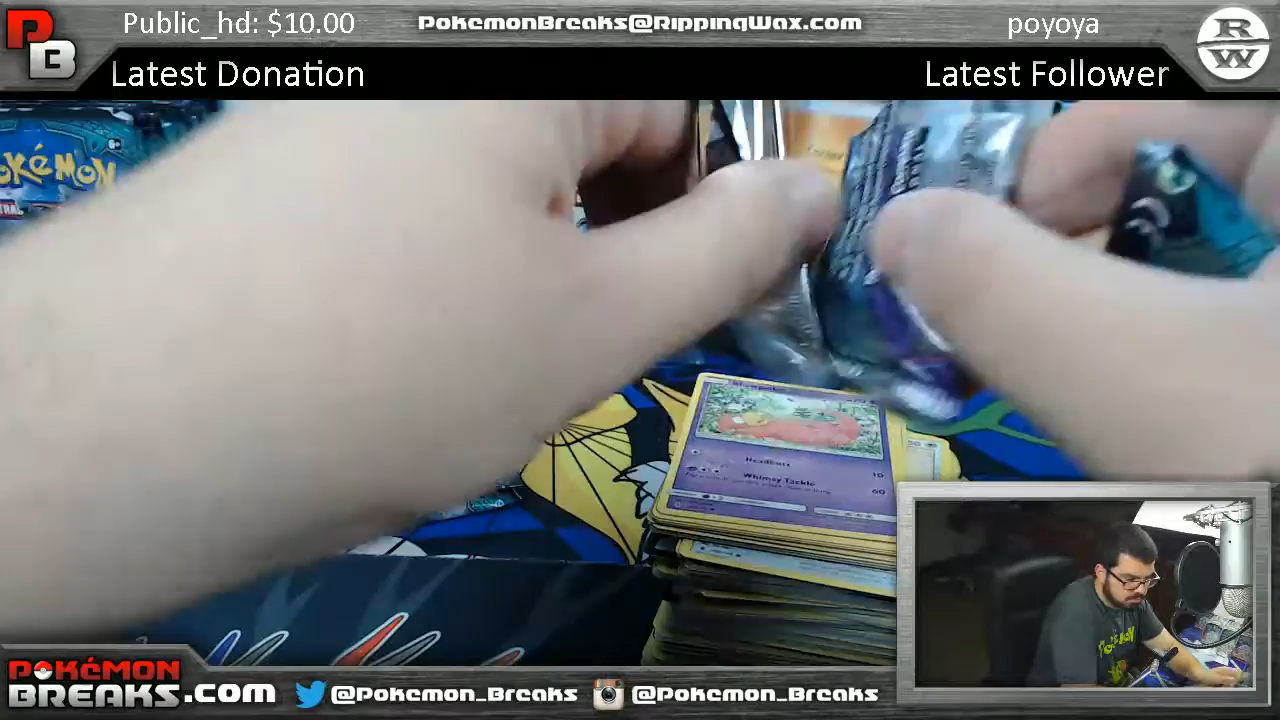 Public_hd: $10.00
PokemonBreaks@RippingWax.com
poyoya
PB
Latest Donation
Latest Follower
RW
POKéMON
Headbutt 10
Whimsy Tackle 60
POKéMON
BREAKS.com
@Pokemon_Breaks
@Pokemon_Breaks